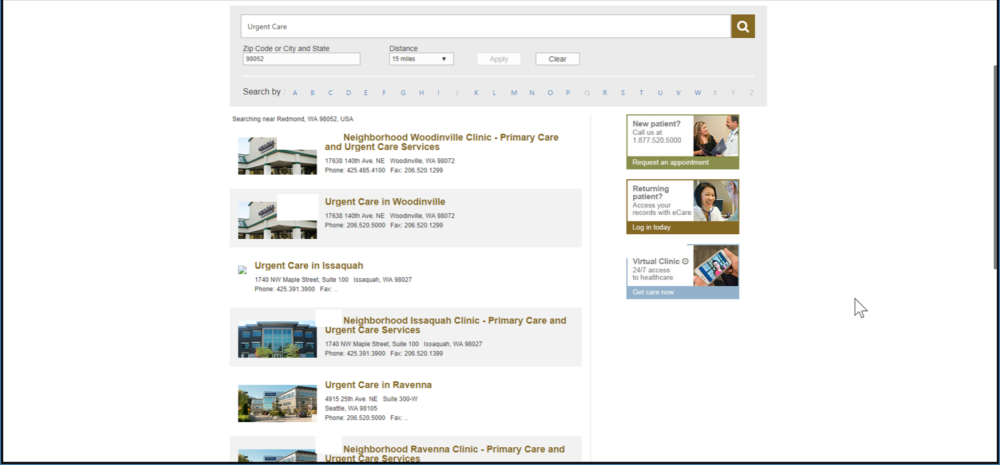 Urgent Care
Zip Code or City and State
Distance
98052
15 miles
Apply
Clear
Search by : A B C D E F G H I J K L M N O P Q R S T U V W X Y Z
Searching near Redmond, WA 98052, USA
Neighborhood Woodinville Clinic - Primary Care
and Urgent Care Services
17638 140th Ave. NE Woodinville, WA 98072
Phone: 425.485.4100 Fax: 206.520.1299
Urgent Care in Woodinville
17638 140th Ave. NE Woodinville, WA 98072
Phone: 206.520.5000 Fax: 206.520.1299
Urgent Care in Issaquah
1740 NW Maple Street, Suite 100 Issaquah, WA 98027
Phone: 425.391.3900 Fax: ..
Neighborhood Issaquah Clinic - Primary Care and
Urgent Care Services
1740 NW Maple Street, Suite 100 Issaquah, WA 98027
Phone: 425.391.3900 Fax: 206.520.1399
Urgent Care in Ravenna
4915 25th Ave. NE Suite 300-W
Seattle, WA 98105
Phone: 206.520.5000 Fax: ..
Neighborhood Ravenna Clinic - Primary Care and
Urgent Care Services
New patient?
Call us at
1.877.520.5000
Request an appointment
Returning
patient?
Access your
records with eCare
Log in today
Virtual Clinic
24/7 access
to healthcare
Get care now